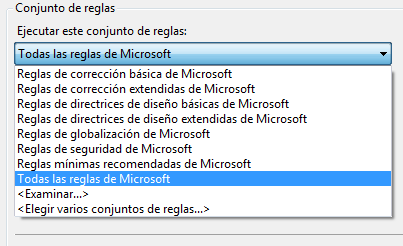 Conjunto de reglas
Ejecutar este conjunto de reglas:
Todas las reglas de Microsoft
Reglas de corrección básica de Microsoft
Reglas de corrección extendidas de Microsoft
Reglas de directrices de diseño básicas de Microsoft
Reglas de directrices de diseño extendidas de Microsoft
Reglas de globalización de Microsoft
Reglas de seguridad de Microsoft
Reglas mínimas recomendadas de Microsoft
Todas las reglas de Microsoft
<Examinar...>
<Elegir varios conjuntos de reglas...>